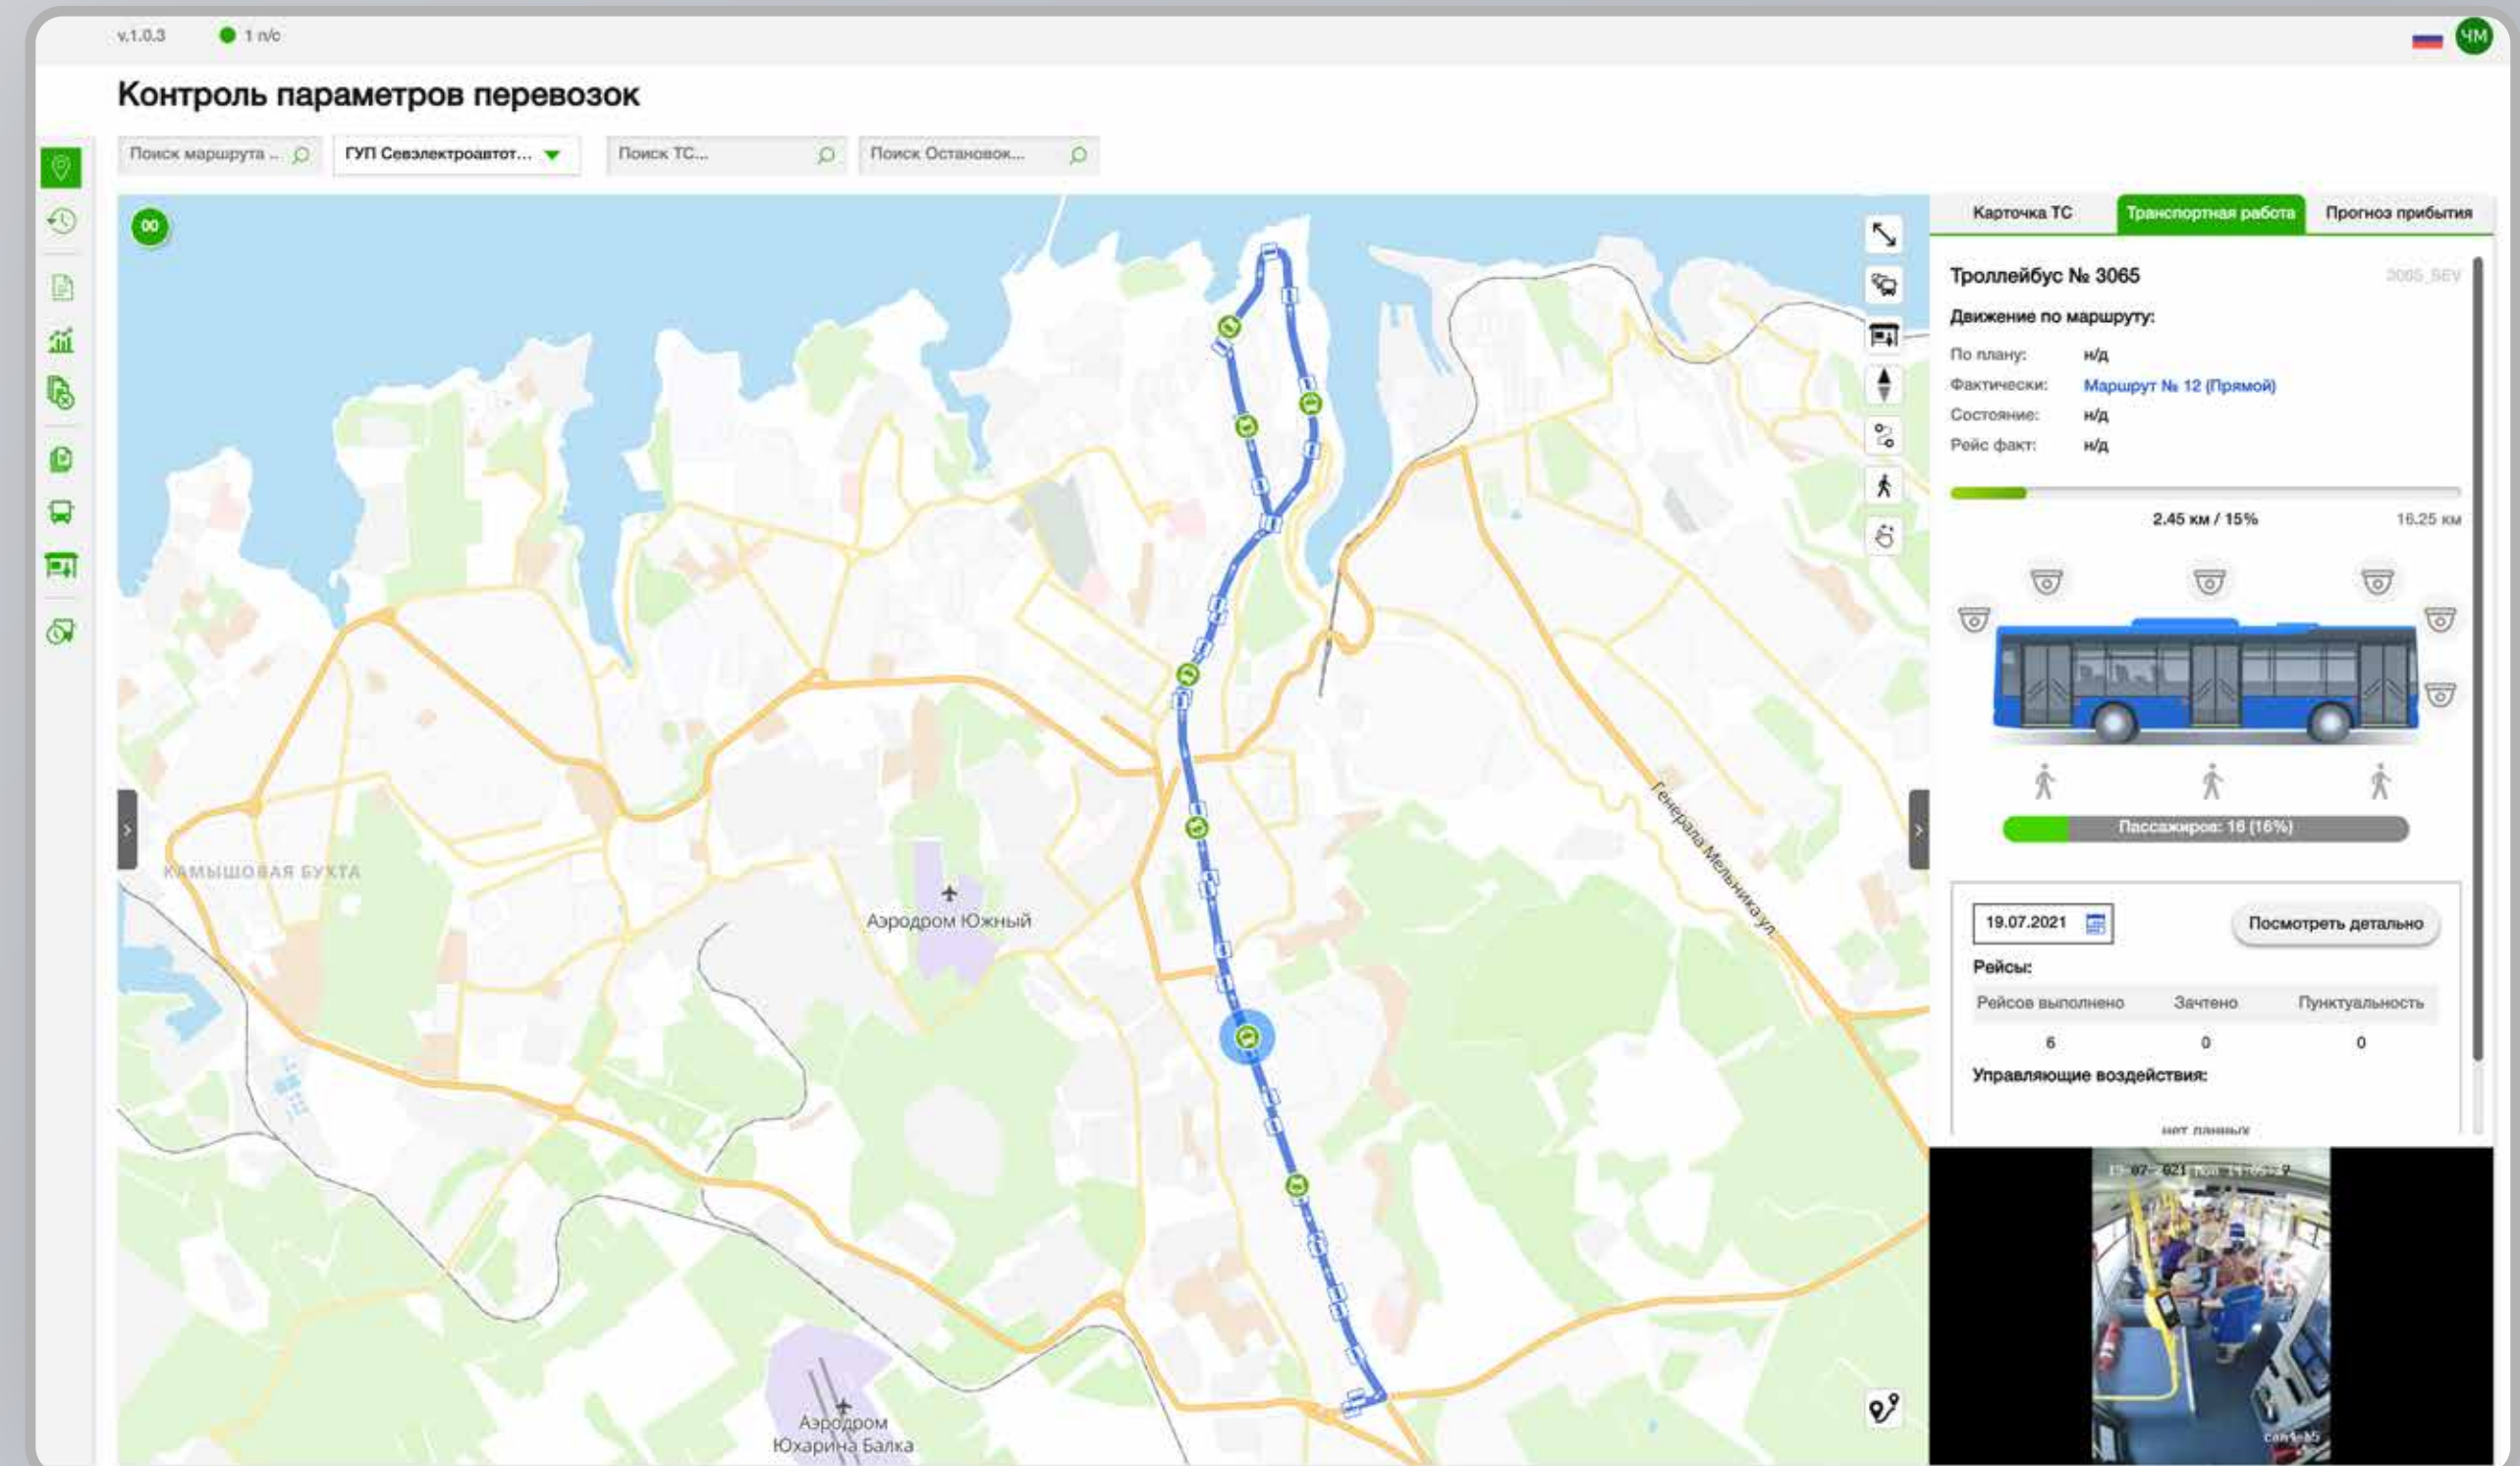 v.1.0.3
1 п/с
ЧМ
Контроль параметров перевозок
Поиск маршрута ..
ГУП Севэлектроавтот...
Поиск ТС...
Поиск Остановок...
Карточка ТС
Транспортная работа
Прогноз прибытия
Троллейбус № 3065
3065_SEV
Движение по маршруту:
По плану: н/д
Фактически: Маршрут № 12 (Прямой)
Состояние: н/д
Рейс факт: н/д
2.45 км / 15%
16.25 км
Пассажиров: 16 (16%)
19.07.2021
Посмотреть детально
Рейсы:
Рейсов выполнено Зачтено Пунктуальность
6 0 0
Управляющие воздействия:
нет данных
КАМЫШОВАЯ БУХТА
Аэродром Южный
Генерала Мельника ул.
Аэродром
Юхарина Балка